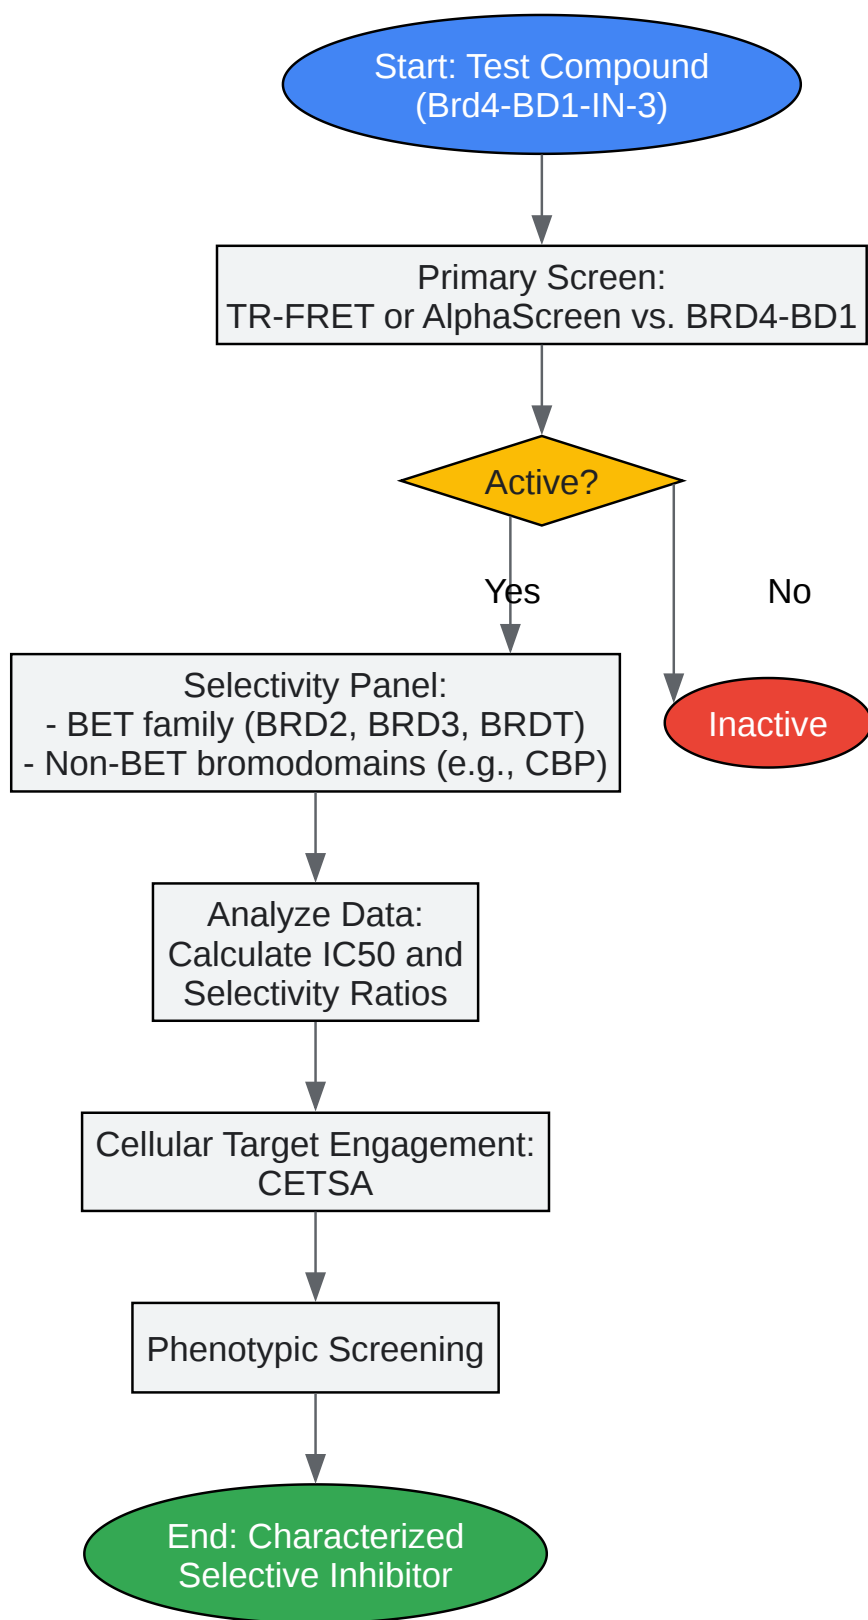 Start: Test Compound
(Brd4-BD1-IN-3)
Primary Screen:
TR-FRET or AlphaScreen vs. BRD4-BD1
Active?
Yes
No
Selectivity Panel:
- BET family (BRD2, BRD3, BRDT)
- Non-BET bromodomains (e.g., CBP)
Inactive
Analyze Data:
Calculate IC50 and
Selectivity Ratios
Cellular Target Engagement:
CETSA
Phenotypic Screening
End: Characterized
Selective Inhibitor